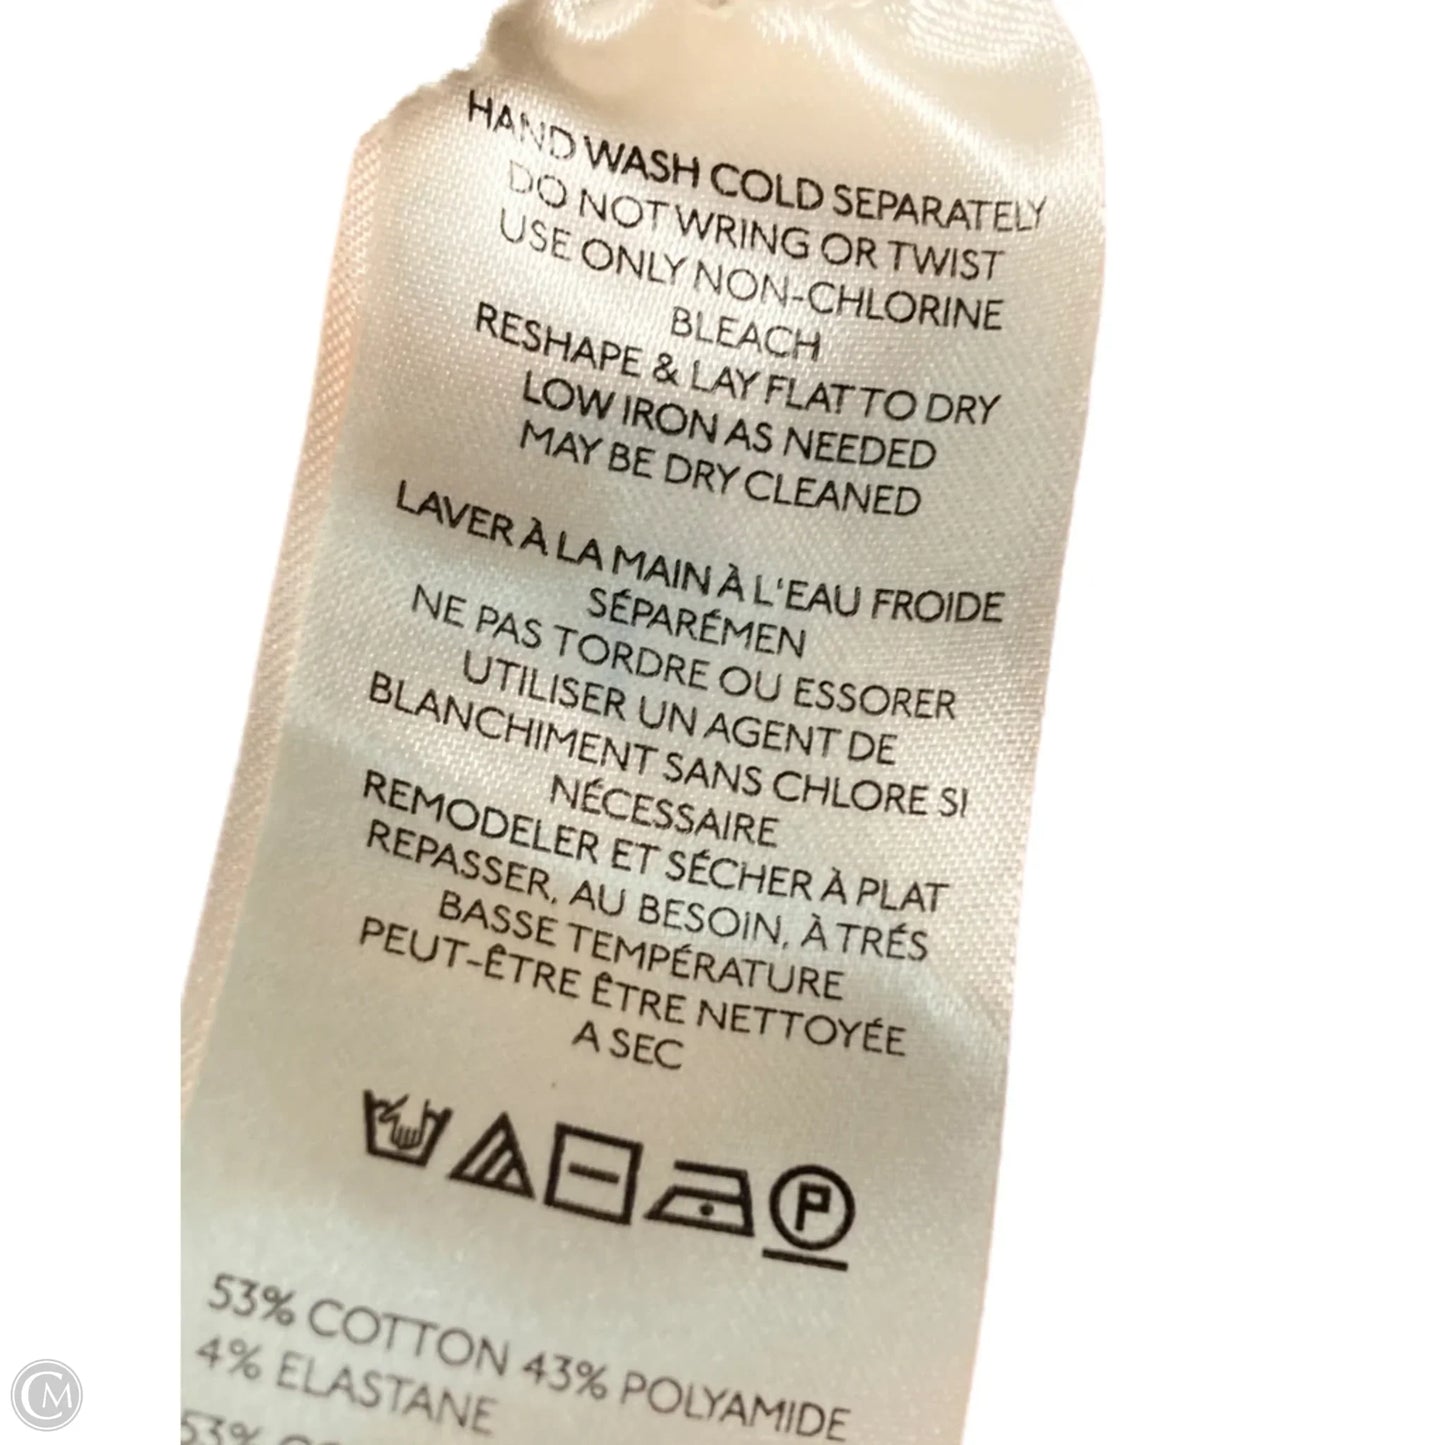 HAND WASH COLD SEPARATELY
DO NOT WRING OR TWIST
USE ONLY NON-CHLORINE
BLEACH
RESHAPE & LAY FLAT TO DRY
LOW IRON AS NEEDED
MAY BE DRY CLEANED
LAVER À LA MAIN À L'EAU FROIDE
SÉPARÉMEN
NE PAS TORDRE OU ESSORER
UTILISER UN AGENT DE
BLANCHIMENT SANS CHLORE SI
NÉCESSAIRE
REMODELER ET SÉCHER À PLAT
REPASSER, AU BESOIN, À TRÉS
BASSE TEMPÉRATURE
PEUT-ÊTRE ÊTRE NETTOYÉE
A SEC
P
53% COTTON 43% POLYAMIDE
4% ELASTANE
53%
CM